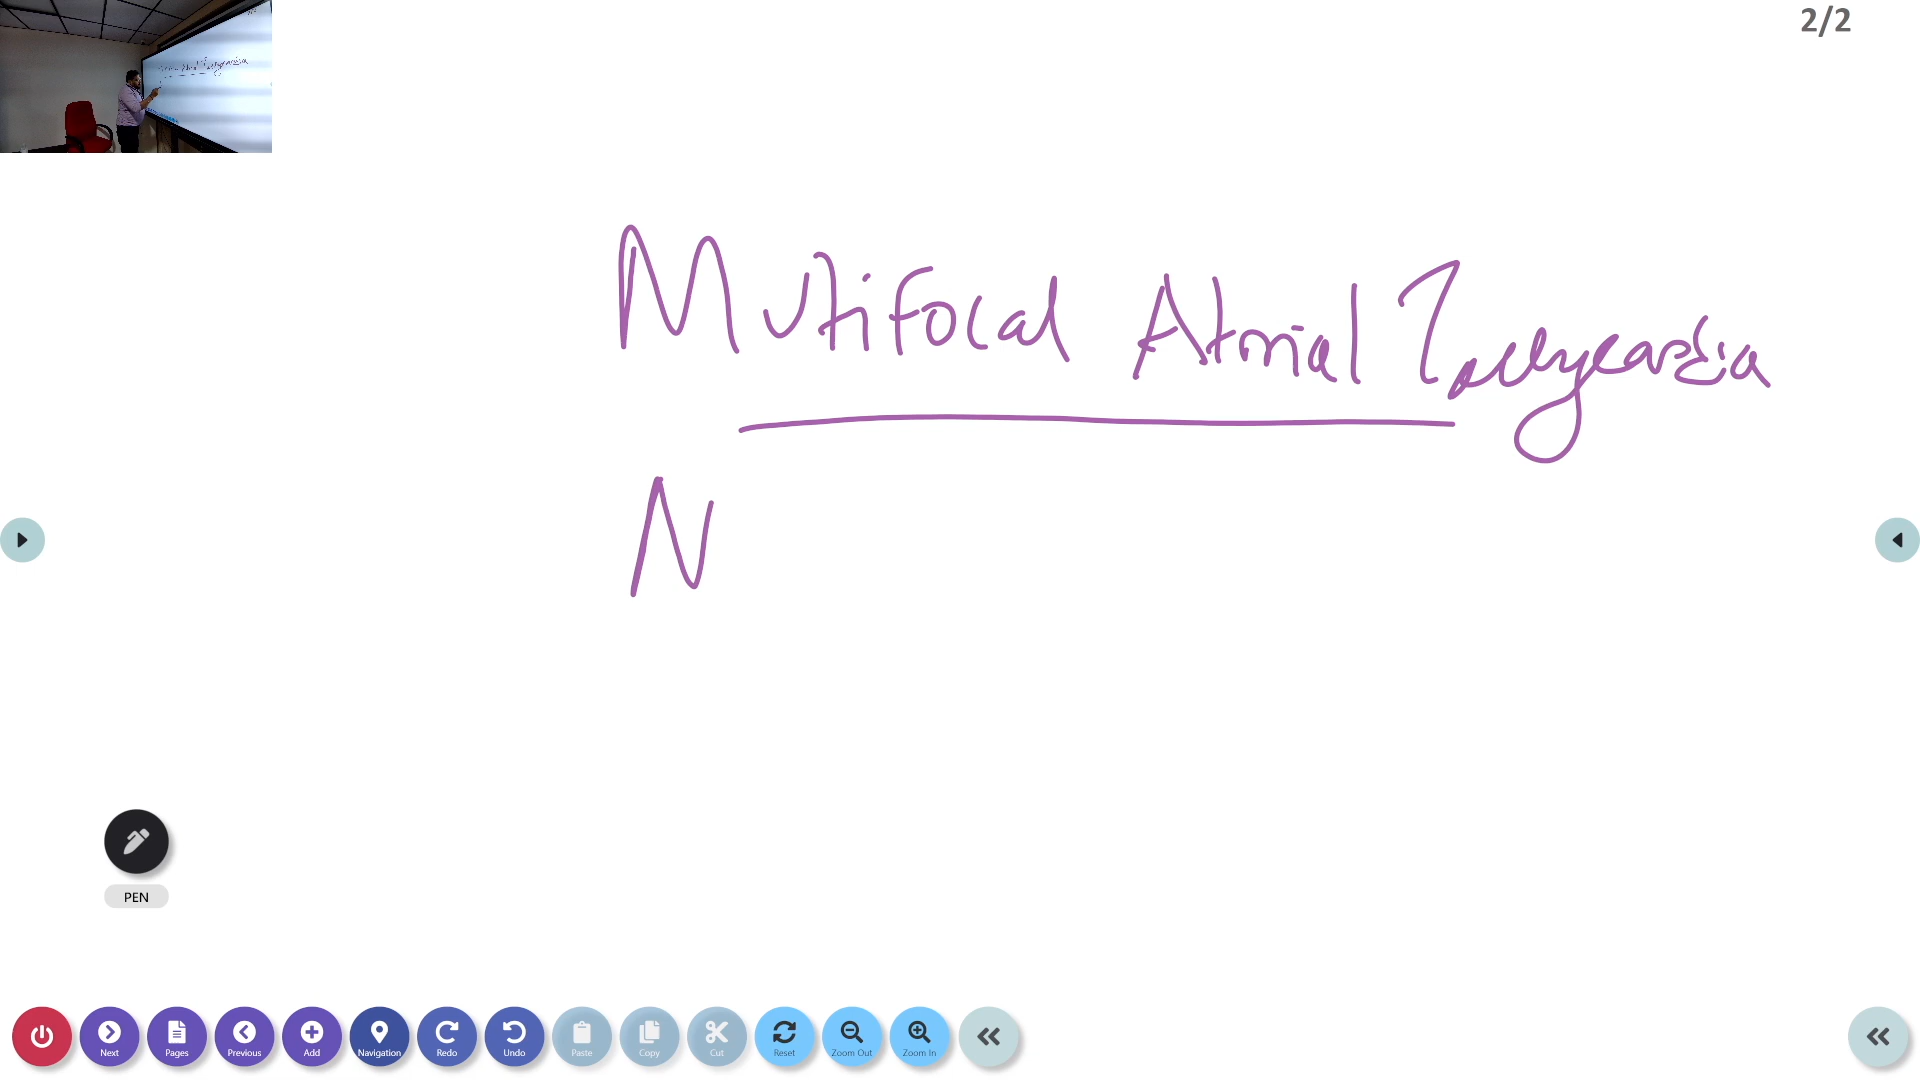 2/2
Mutifocal Atrial Tachycardia
N
PEN
Next
Pages
Previous
Add
Navigation
Redo
Undo
Paste
Copy
Cut
Reset
Zoom Out
Zoom In